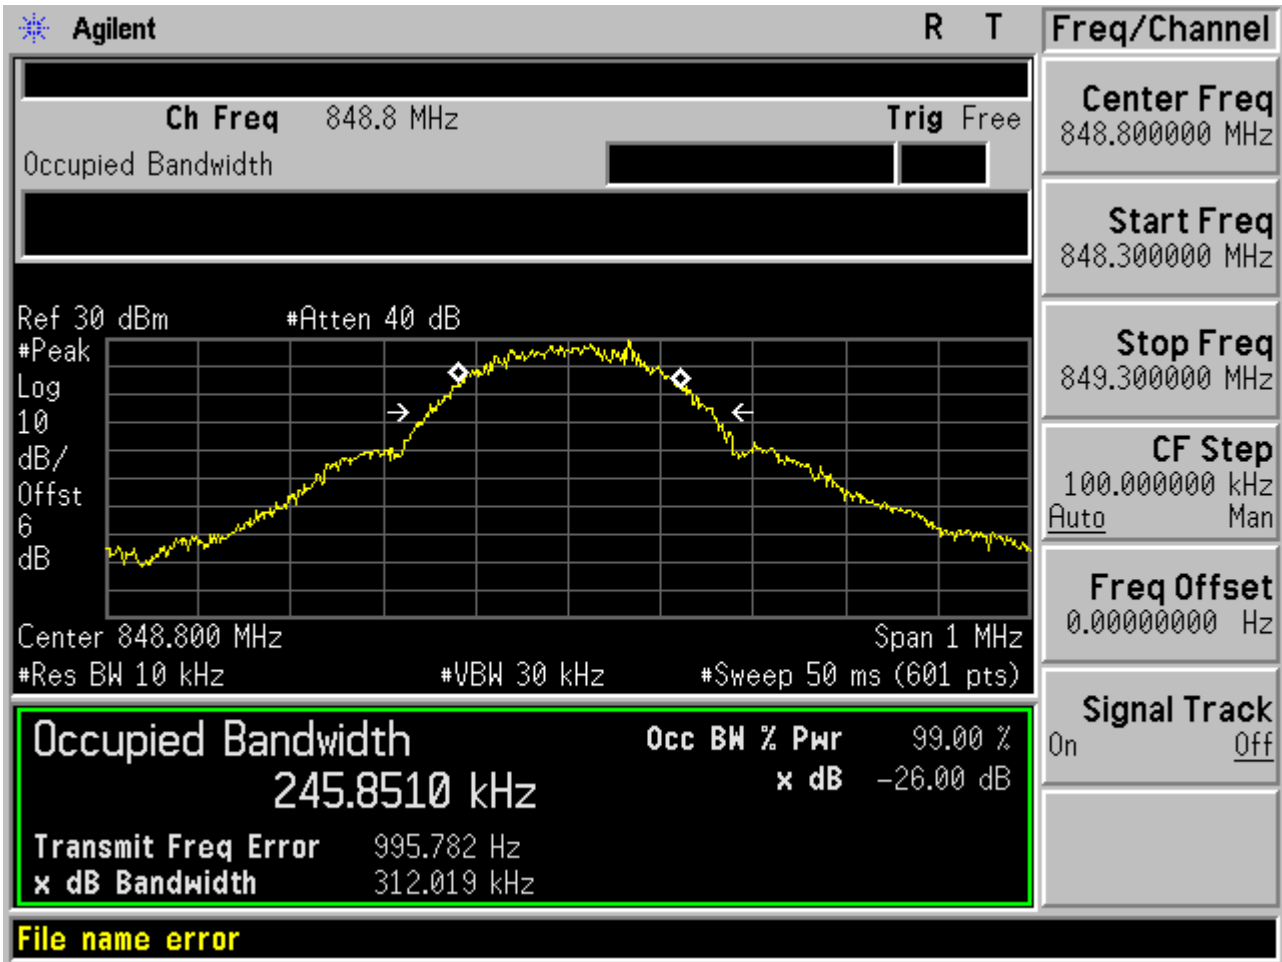 Agilent R T Freq/Channel
Ch Freq 848.8 MHz Trig Free
Occupied Bandwidth
Center Freq
848.800000 MHz
Start Freq
848.300000 MHz
Stop Freq
849.300000 MHz
CF Step
100.000000 kHz
Auto Man
Freq Offset
0.00000000 Hz
Signal Track
On Off
Ref 30 dBm #Atten 40 dB
#Peak
Log
10
dB/
Offst
6
dB
Center 848.800 MHz Span 1 MHz
#Res BW 10 kHz #VBW 30 kHz #Sweep 50 ms (601 pts)
Occupied Bandwidth
245.8510 kHz
Occ BW % Pwr 99.00 %
x dB -26.00 dB
Transmit Freq Error 995.782 Hz
x dB Bandwidth 312.019 kHz
File name error